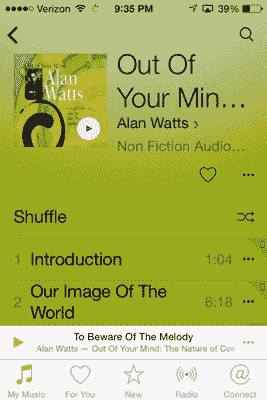 Verizon 9:35 PM 39%
Alan
Watts
Out Of
Your Min...
Alan Watts >
Non Fiction Audio...
Shuffle
1 Introduction 1:04
2 Our Image Of The
World 6:18
To Beware Of The Melody
Alan Watts — Out Of Your Mind: The Nature of Con
My Music For You New Radio Connect